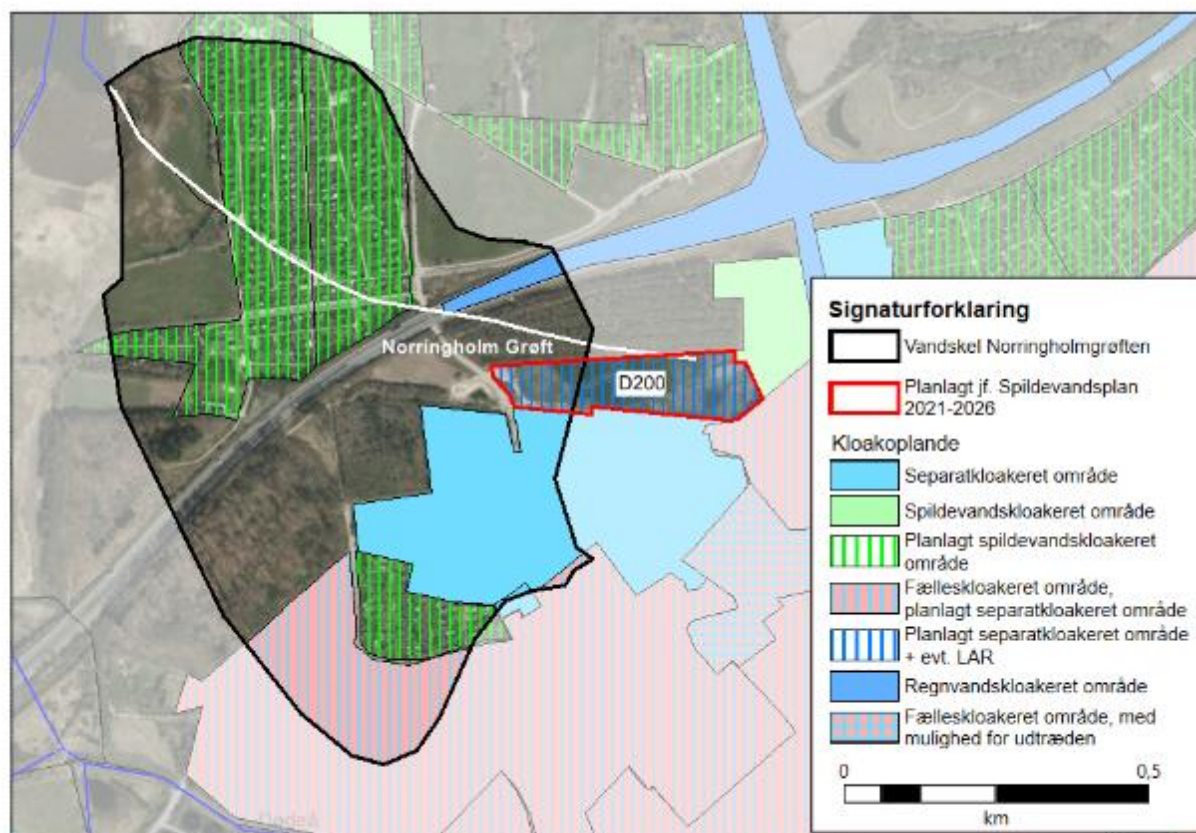 Norringholm Grøft
D200
Signaturforklaring
Vandskel Norringholmgrøften
Planlagt jf. Spildevandsplan
2021-2026
Kloakoplande
Separatkloakeret område
Spildevandskloakeret område
Planlagt spildevandskloakeret
område
Fælleskloakeret område,
planlagt separatkloakeret område
Planlagt separatkloakeret område
+ evt. LAR
Regnvandskloakeret område
Fælleskloakeret område, med
mulighed for udtræden
0 0,5
km